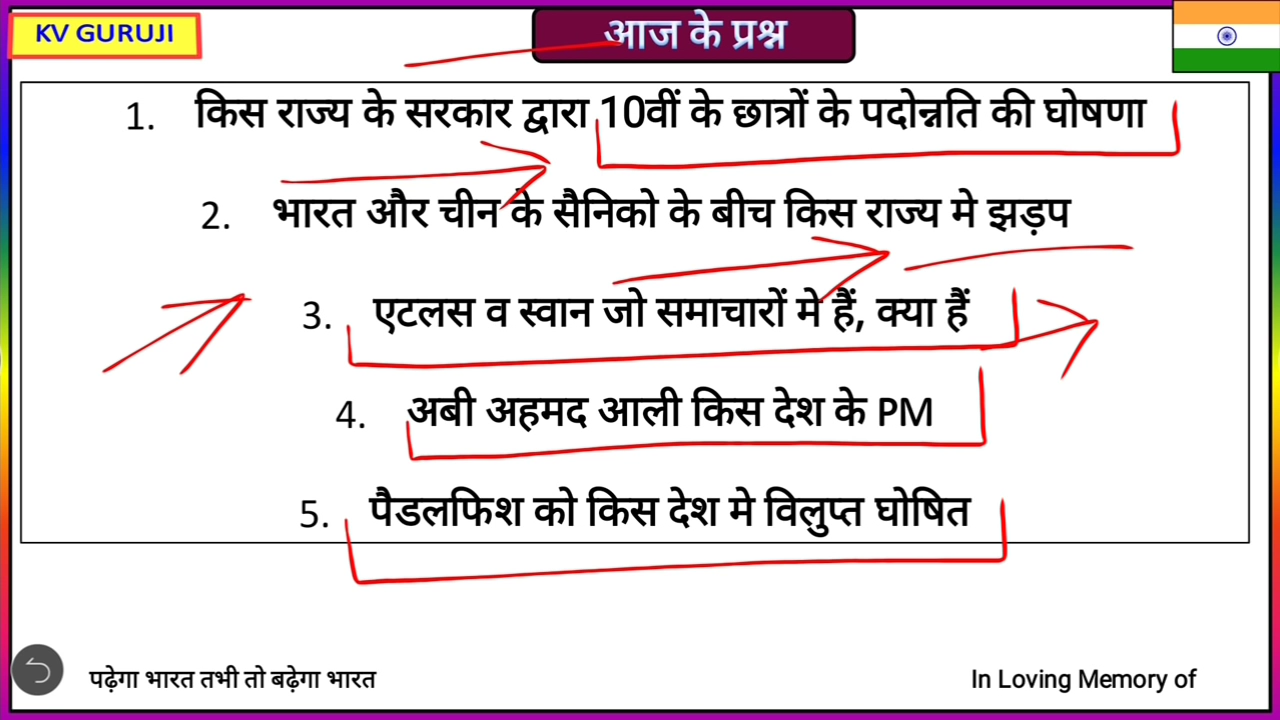 KV GURUJI
आज के प्रश्न
1. किस राज्य के सरकार द्वारा 10वीं के छात्रों के पदोन्नति की घोषणा
2. भारत और चीन के सैनिको के बीच किस राज्य मे झड़प
3. एटलस व स्वान जो समाचारों मे हैं, क्या हैं
4. अबी अहमद आली किस देश के PM
5. पैडलफिश को किस देश मे विलुप्त घोषित
पढ़ेगा भारत तभी तो बढ़ेगा भारत
In Loving Memory of